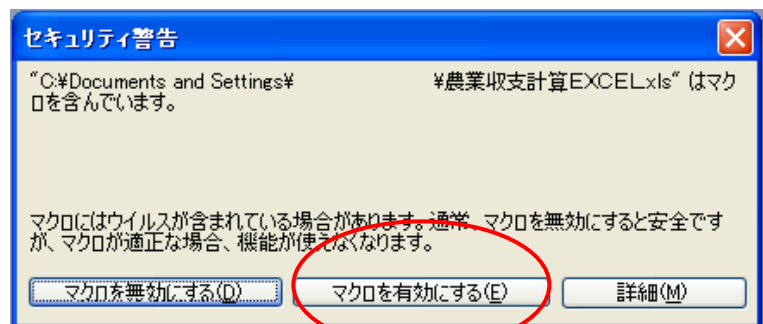 セキュリティ警告
"C:¥Documents and Settings¥ ¥農業収支計算EXCEL.xls" はマク
ロを含んでいます。
マクロにはウイルスが含まれている場合があります。通常、マクロを無効にすると安全です
が、マクロが適正な場合、機能が使えなくなります。
マクロを無効にする(D) マクロを有効にする(E) 詳細(M)